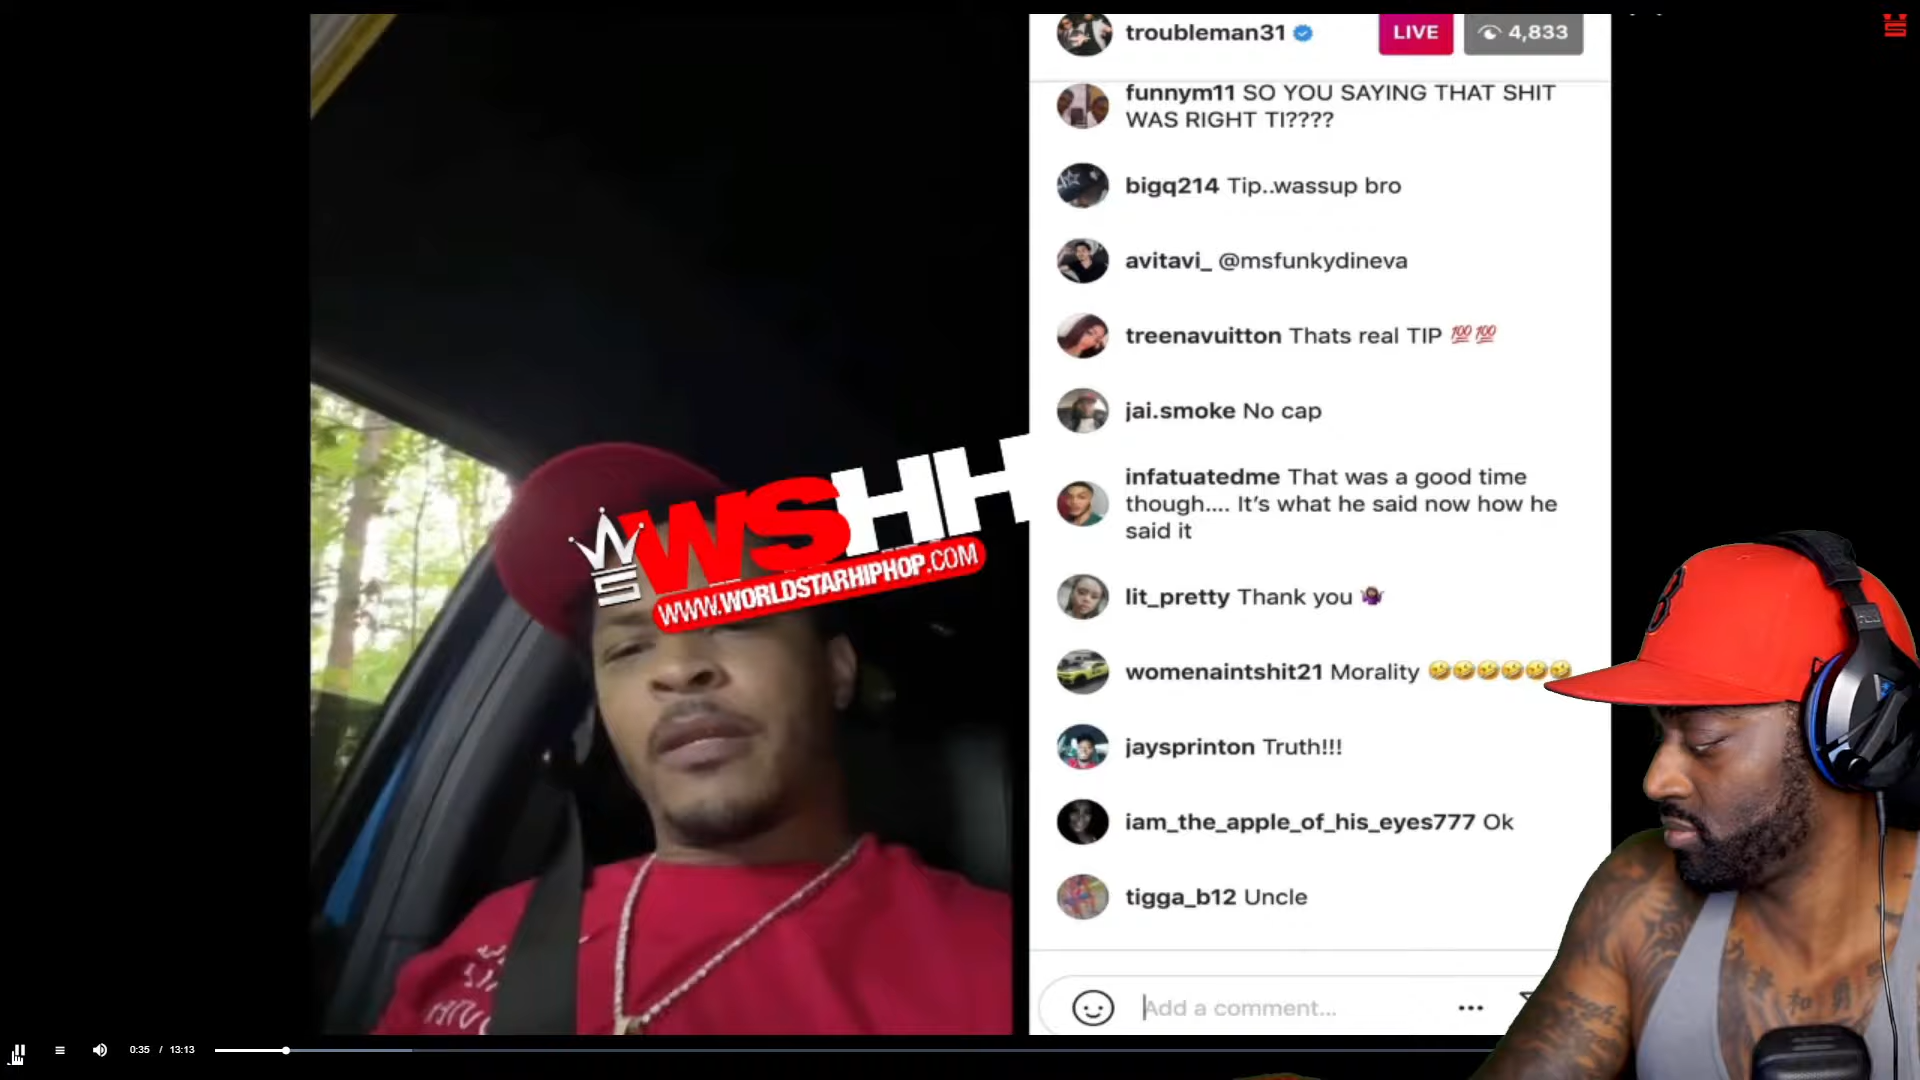 troubleman31
LIVE
4,833
funnym11 SO YOU SAYING THAT SHIT
WAS RIGHT TI????
bigq214 Tip..wassup bro
avitavi_ @msfunkydineva
treenavuitton Thats real TIP 💯💯
jai.smoke No cap
infatuatedme That was a good time
though.... It's what he said now how he
said it
lit_pretty Thank you 🤷🏾‍♀️
womenaintshit21 Morality 🤣🤣🤣🤣🤣🤣
jaysprinton Truth!!!
iam_the_apple_of_his_eyes777 Ok
tigga_b12 Uncle
Add a comment...
WSHH
WWW.WORLDSTARHIPHOP.COM
0:35 / 13:13
B